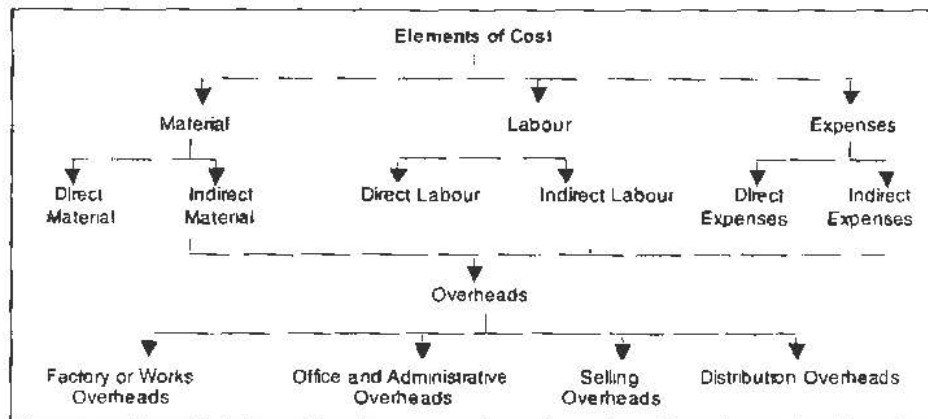 Elements of Cost
Material Labour Expenses
Direct Indirect Direct Labour Indirect Labour Direct Indirect
Material Material Expenses Expenses
Overheads
Factory or Works Office and Administrative Selling Distribution Overheads
Overheads Overheads Overheads